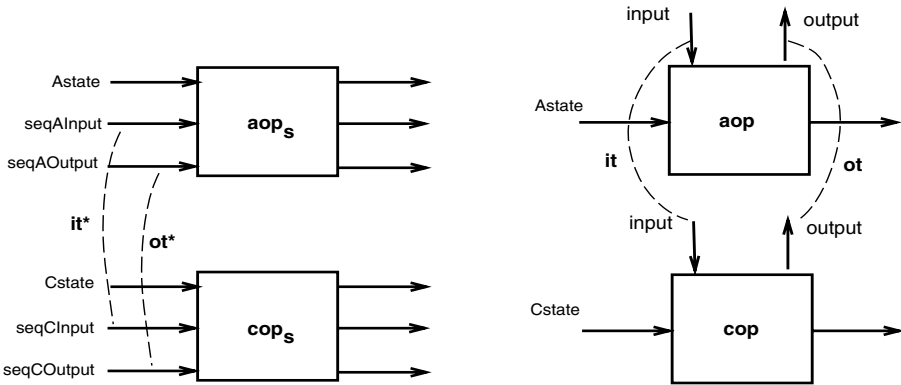 Astate
seqAInput
seqAOutput
aops
it*
ot*
Cstate
seqCInput
seqCOutput
cops
input
output
Astate
aop
it
ot
input
output
Cstate
cop